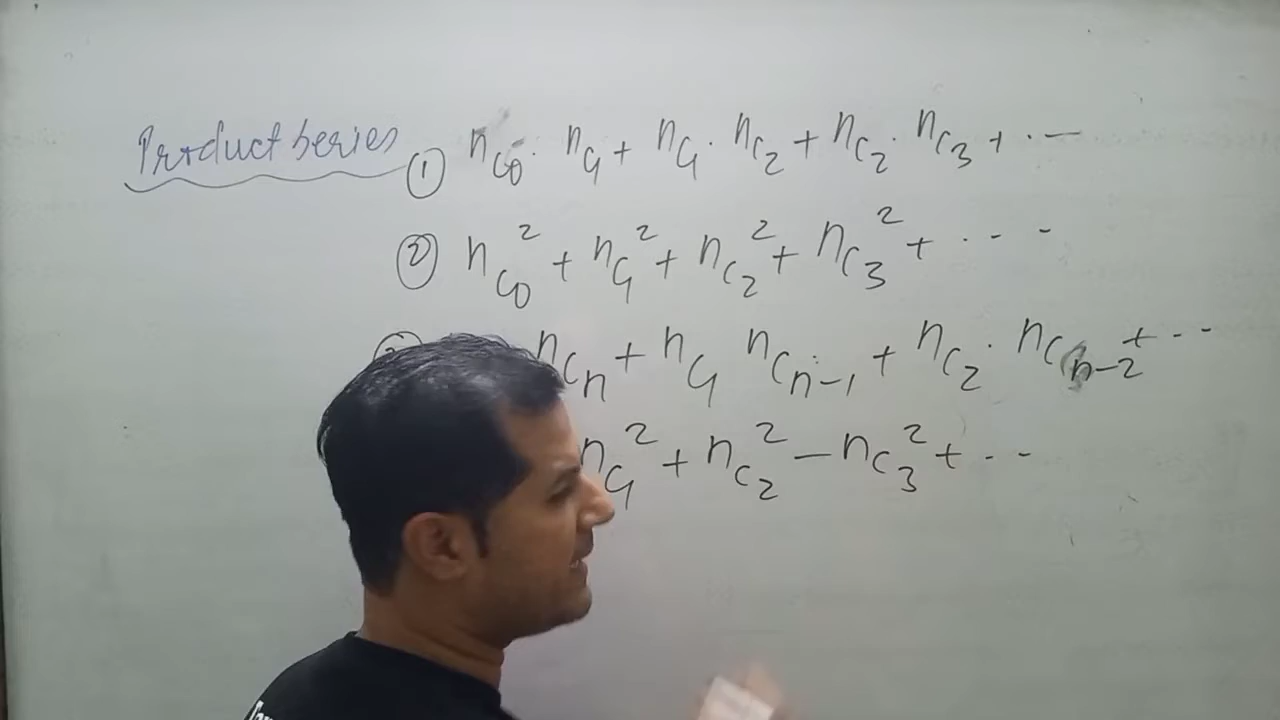 Product Series ① nC0 . nC1 + nC1 . nC2 + nC2 . nC3 + . —
② nC0² + nC1² + nC2² + nC3² + - - -
nCn + nC1 nCn-1 + nC2 . nCn-2 + - -
nC1² + nC2² - nC3² + - -